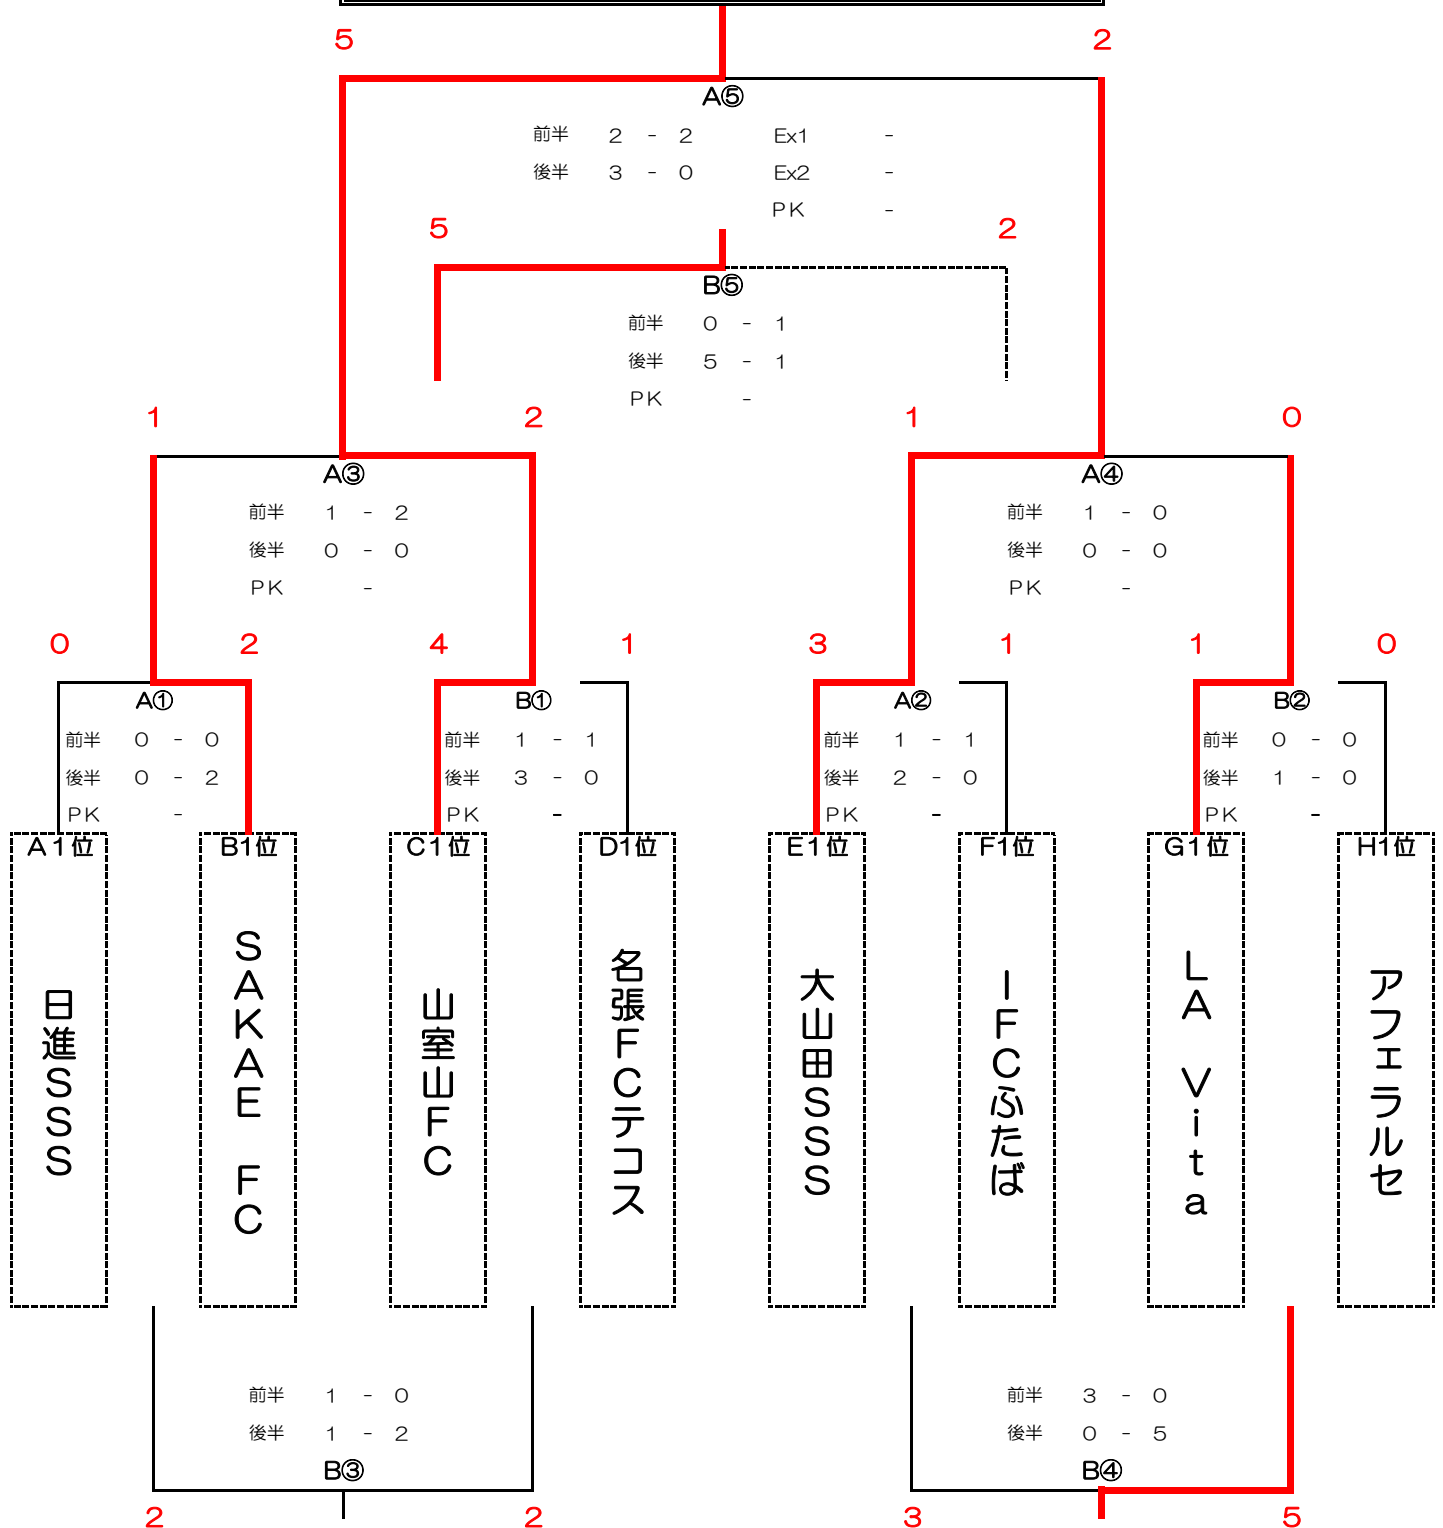 5 2
A⑤
前半 2 - 2 Ex1 -
後半 3 - 0 Ex2 -
PK -
5 2
B⑤
前半 0 - 1
後半 5 - 1
PK -
1 2 1 0
A③ A④
前半 1 - 2 前半 1 - 0
後半 0 - 0 後半 0 - 0
PK - PK -
0 2 4 1 3 1 1 0
A① B① A② B②
前半 0 - 0 前半 1 - 1 前半 1 - 1 前半 0 - 0
後半 0 - 2 後半 3 - 0 後半 2 - 0 後半 1 - 0
PK - PK - PK - PK -
A1位 B1位 C1位 D1位 E1位 F1位 G1位 H1位
日進SSS
SAKAE FC
山室山FC
名張FCテコス
大山田SSS
IFCふたば
LA Vita
アフェラルセ
前半 1 - 0 前半 3 - 0
後半 1 - 2 後半 0 - 5
B③ B④
2 2 3 5